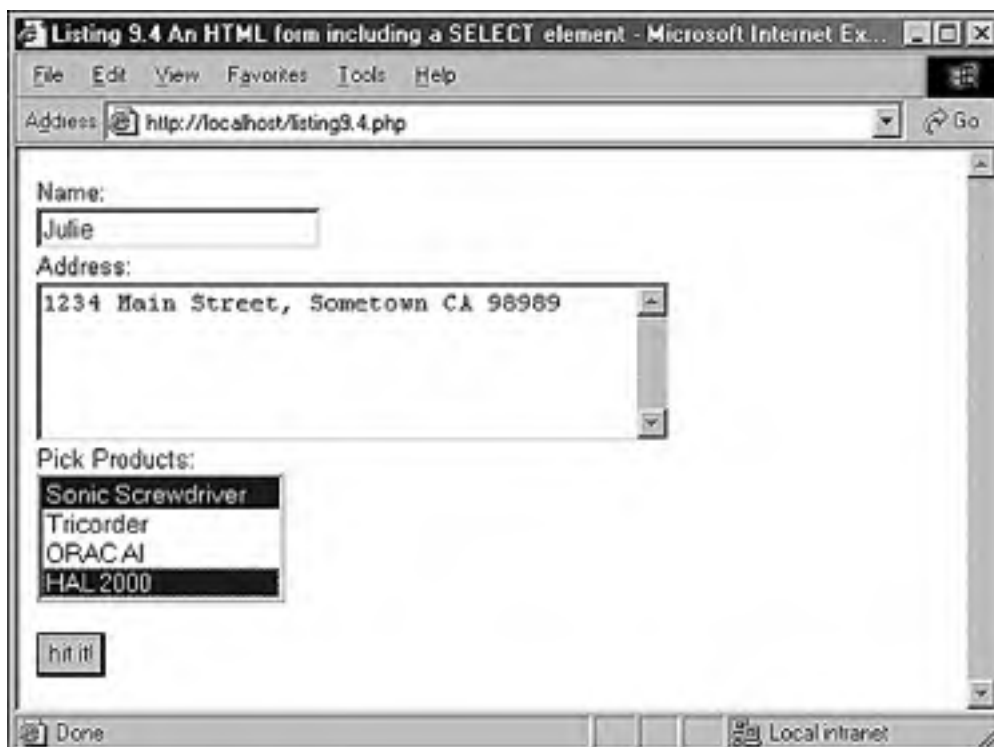 Listing 9.4 An HTML form including a SELECT element - Microsoft Internet Ex...
File Edit View Favorites Tools Help
Address http://localhost/listing9.4.php Go
Name:
Julie
Address:
1234 Main Street, Sometown CA 98989
Pick Products:
Sonic Screwdriver
Tricorder
ORAC AI
HAL 2000
hit it!
Done Local intranet